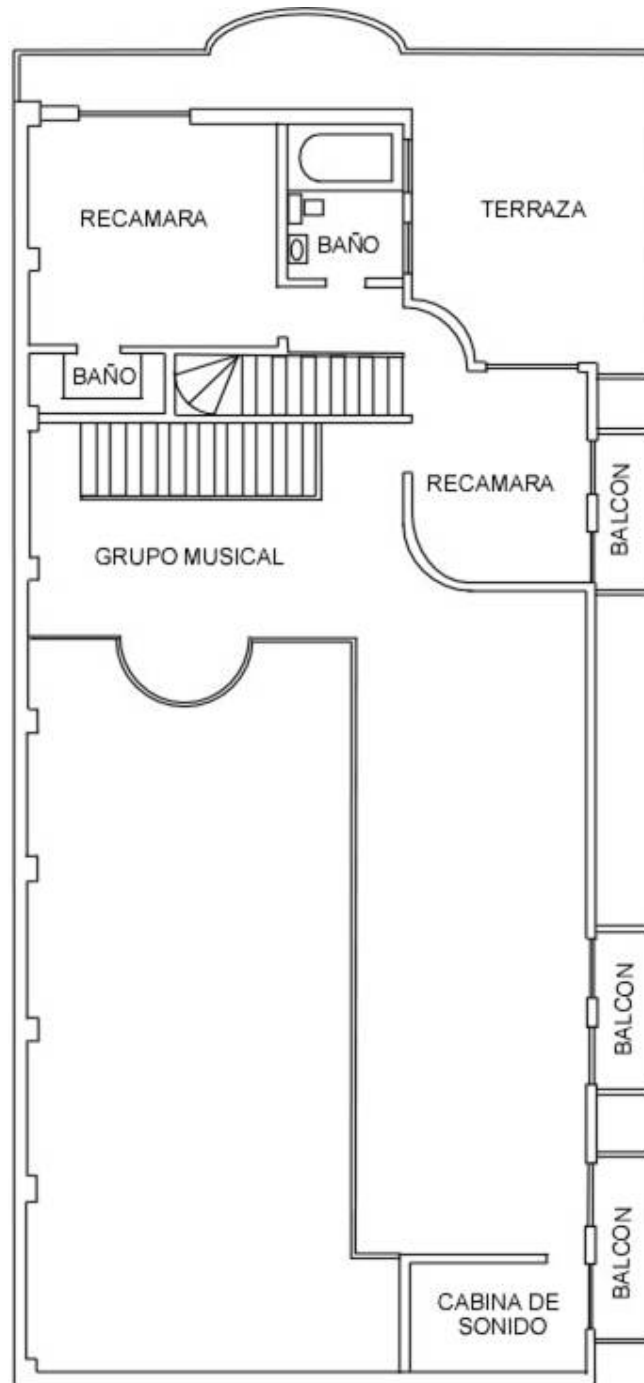 RECAMARA
TERRAZA
BAÑO
BAÑO
RECAMARA
BALCON
GRUPO MUSICAL
BALCON
BALCON
CABINA DE
SONIDO